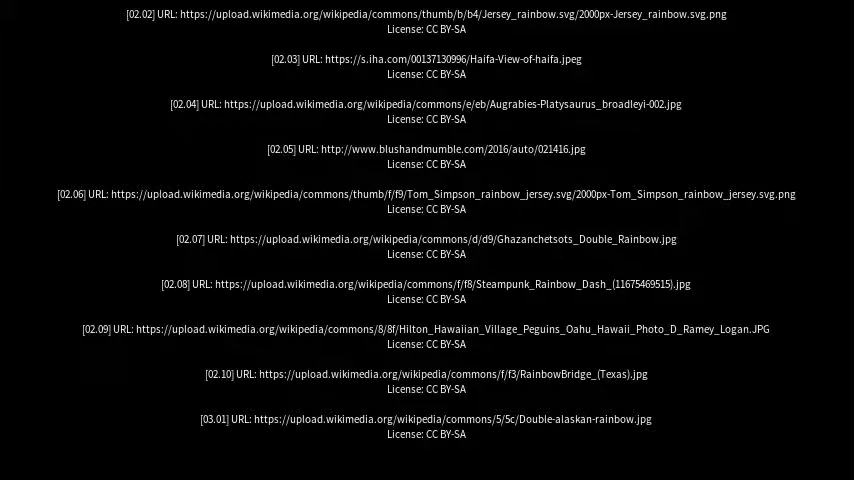 [02.02] URL: https://upload.wikimedia.org/wikipedia/commons/thumb/b/b4/Jersey_rainbow.svg/2000px-Jersey_rainbow.svg.png
License: CC BY-SA
[02.03] URL: https://s.iha.com/00137130996/Haifa-View-of-haifa.jpeg
License: CC BY-SA
[02.04] URL: https://upload.wikimedia.org/wikipedia/commons/e/eb/Augrabies-Platysaurus_broadleyi-002.jpg
License: CC BY-SA
[02.05] URL: http://www.blushandmumble.com/2016/auto/021416.jpg
License: CC BY-SA
[02.06] URL: https://upload.wikimedia.org/wikipedia/commons/thumb/f/f9/Tom_Simpson_rainbow_jersey.svg/2000px-Tom_Simpson_rainbow_jersey.svg.png
License: CC BY-SA
[02.07] URL: https://upload.wikimedia.org/wikipedia/commons/d/d9/Ghazanchetsots_Double_Rainbow.jpg
License: CC BY-SA
[02.08] URL: https://upload.wikimedia.org/wikipedia/commons/f/f8/Steampunk_Rainbow_Dash_(11675469515).jpg
License: CC BY-SA
[02.09] URL: https://upload.wikimedia.org/wikipedia/commons/8/8f/Hilton_Hawaiian_Village_Peguins_Oahu_Hawaii_Photo_D_Ramey_Logan.JPG
License: CC BY-SA
[02.10] URL: https://upload.wikimedia.org/wikipedia/commons/f/f3/RainbowBridge_(Texas).jpg
License: CC BY-SA
[03.01] URL: https://upload.wikimedia.org/wikipedia/commons/5/5c/Double-alaskan-rainbow.jpg
License: CC BY-SA